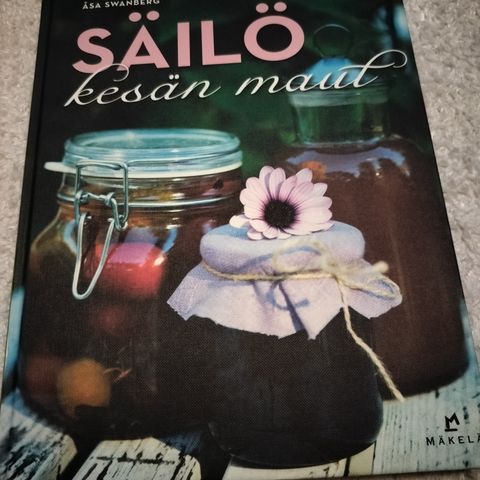 ÅSA SWANBERG
SÄILÖ
kesän maut
M
MÄKELÄ